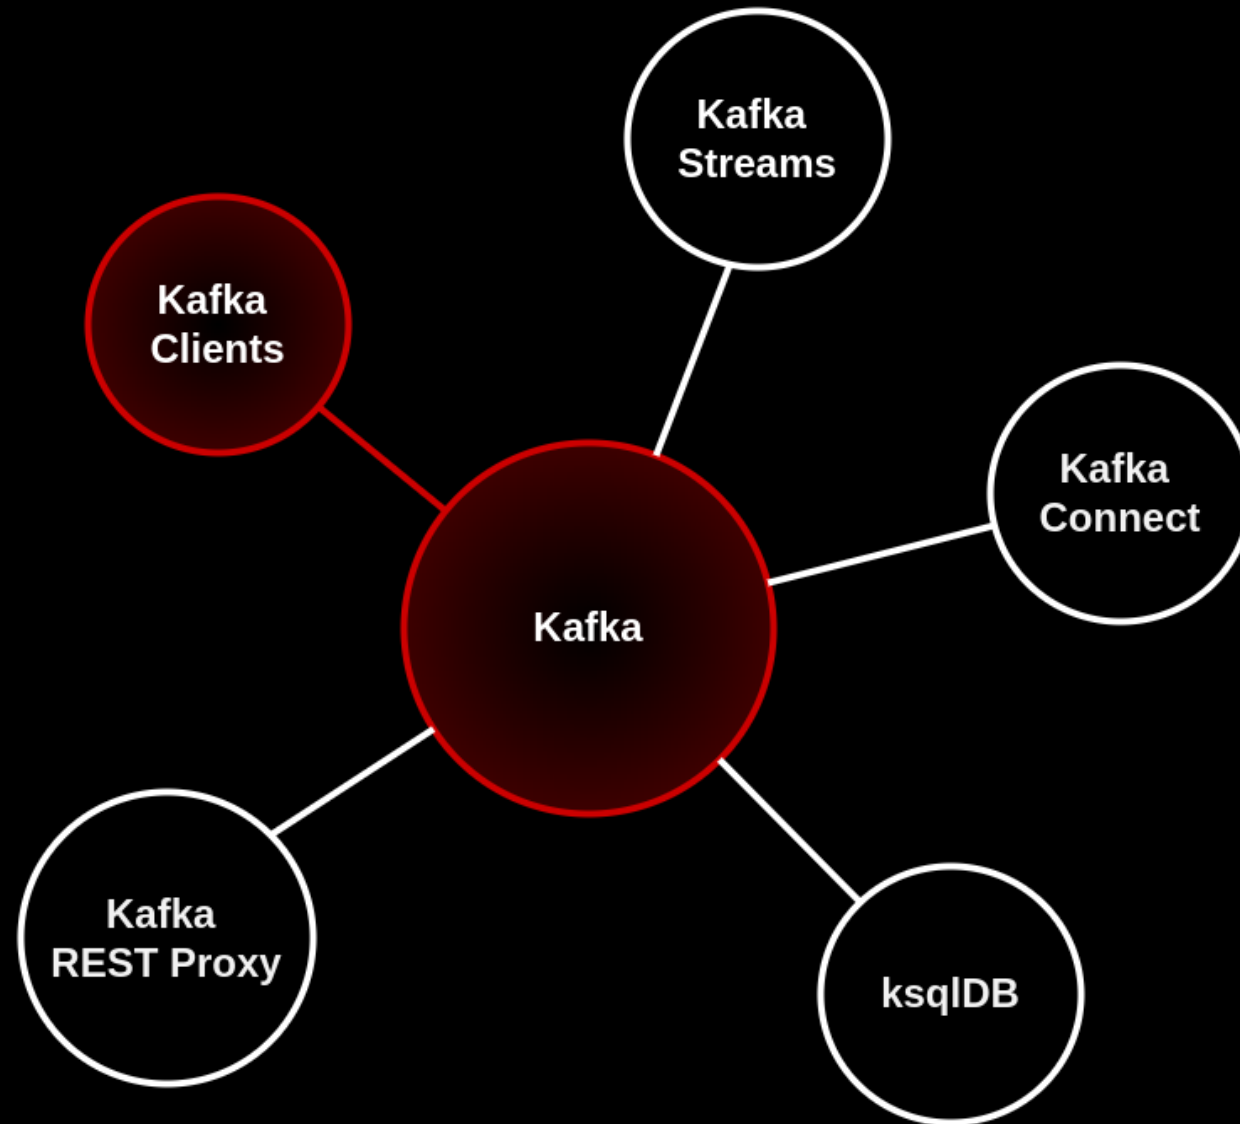 Kafka
Streams
Kafka
Clients
Kafka
Connect
Kafka
Kafka
REST Proxy
ksqlDB